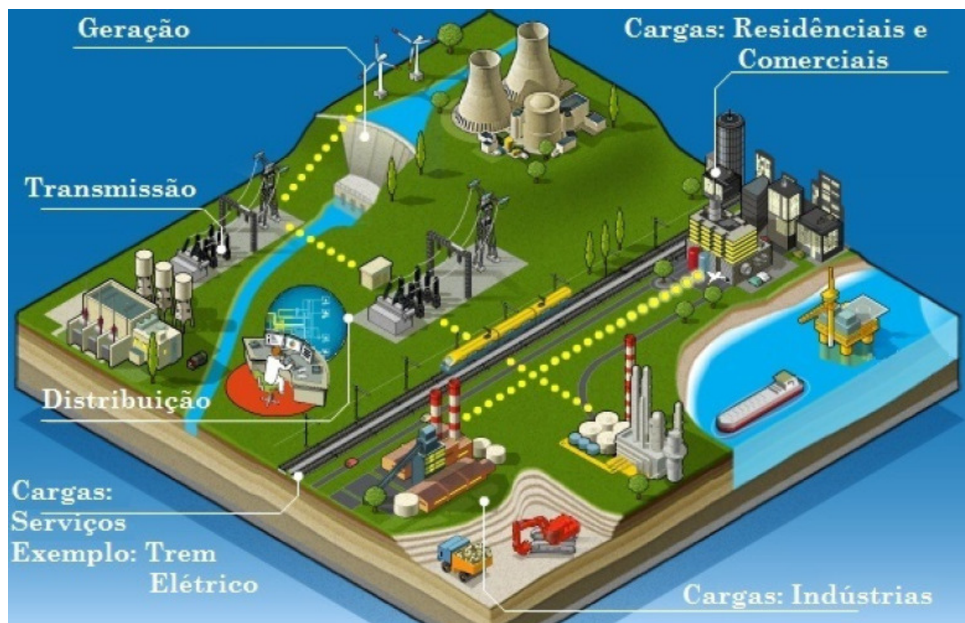 Geração
Cargas: Residênciais e
Comerciais
Transmissão
Distribuição
Cargas:
Serviços
Exemplo: Trem
Elétrico
Cargas: Indústrias